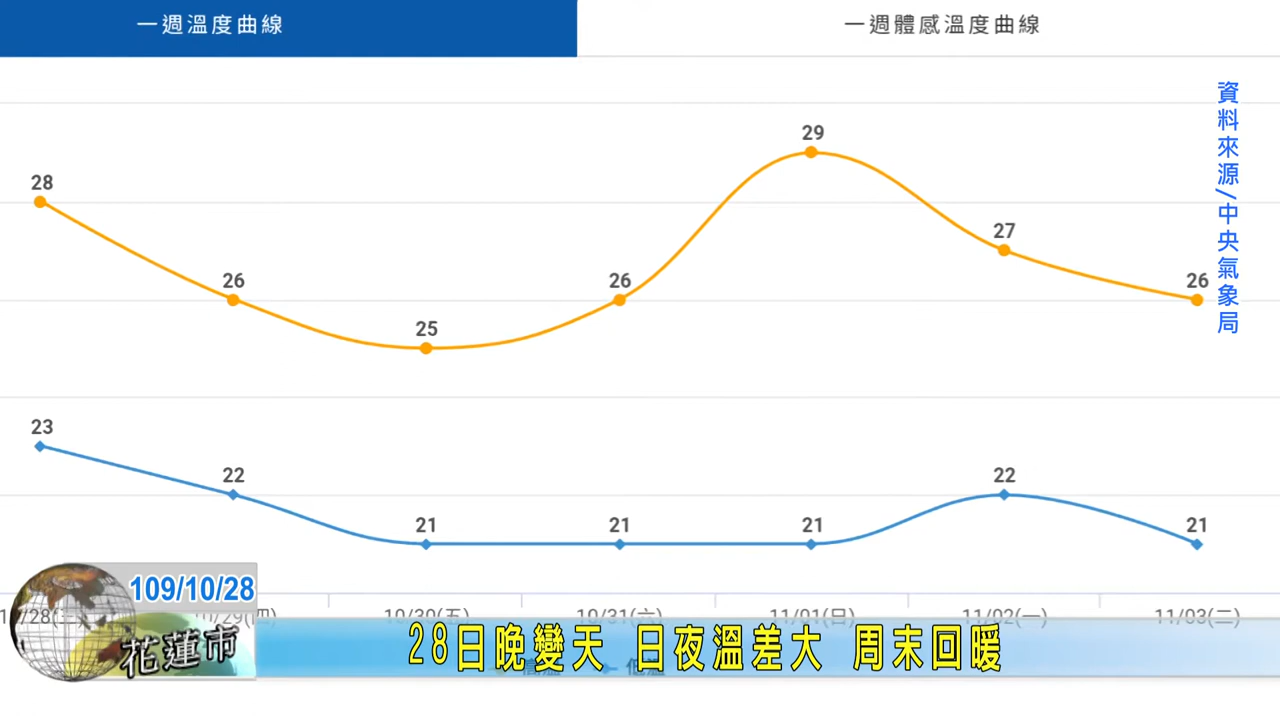 一週溫度曲線
一週體感溫度曲線
資料來源/中央氣象局
29
28
27
26
26
26
25
23
22
22
21
21
21
21
109/10/28
10/30(五)
10/31(六)
11/01(日)
11/02(一)
11/03(二)
花蓮市
28日晚變天 日夜溫差大 周末回暖